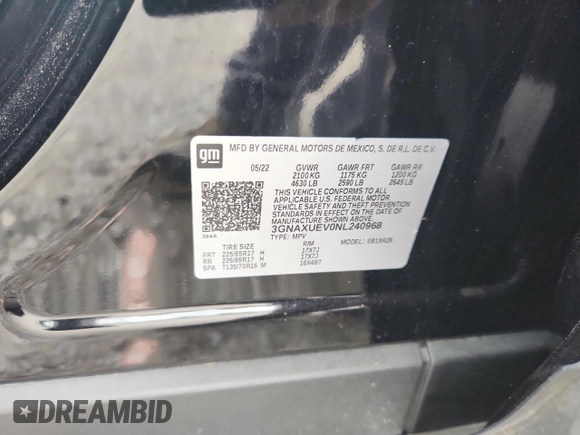 gm
MFD BY GENERAL MOTORS DE MEXICO, S. DE R.L. DE C.V.
05/22 GVWR GAWR FRT GAWR RR
2100 KG 1175 KG 1200 KG
4630 LB 2590 LB 2645 LB
THIS VEHICLE CONFORMS TO ALL
APPLICABLE U.S. FEDERAL MOTOR
VEHICLE SAFETY AND THEFT
PREVENTION STANDARDS IN
EFFECT ON THE DATE OF
MANUFACTURE SHOWN ABOVE.
3GNAXUEV0NL240968
TYPE: MPV MODEL: 081XR26
384A
TIRE SIZE RIM
FRT 225/65R17 H 17X7J
RR 225/65R17 H 17X7J
SPA T135/70R16 M 16X4BT
DREAMBID